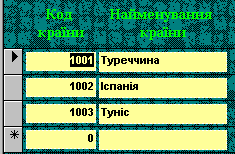 Код Найменування
країни країни
1001 Туреччина
1002 Іспанія
1003 Туніс
* 0